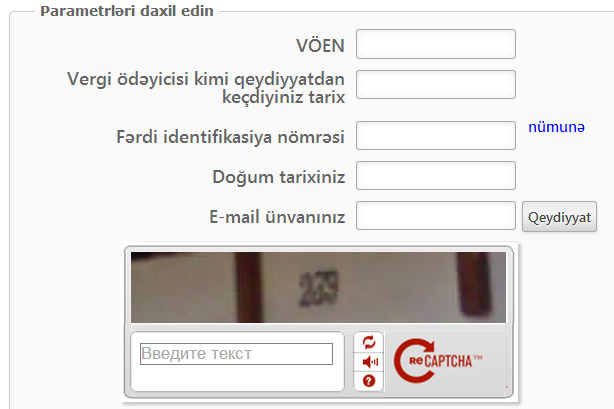 Parametrləri daxil edin
VÖEN
Vergi ödəyicisi kimi qeydiyyatdan
keçdiyiniz tarix
Fərdi identifikasiya nömrəsi
nümunə
Doğum tarixiniz
E-mail ünvanınız
Qeydiyyat
239
Введите текст
ReCAPTCHA™